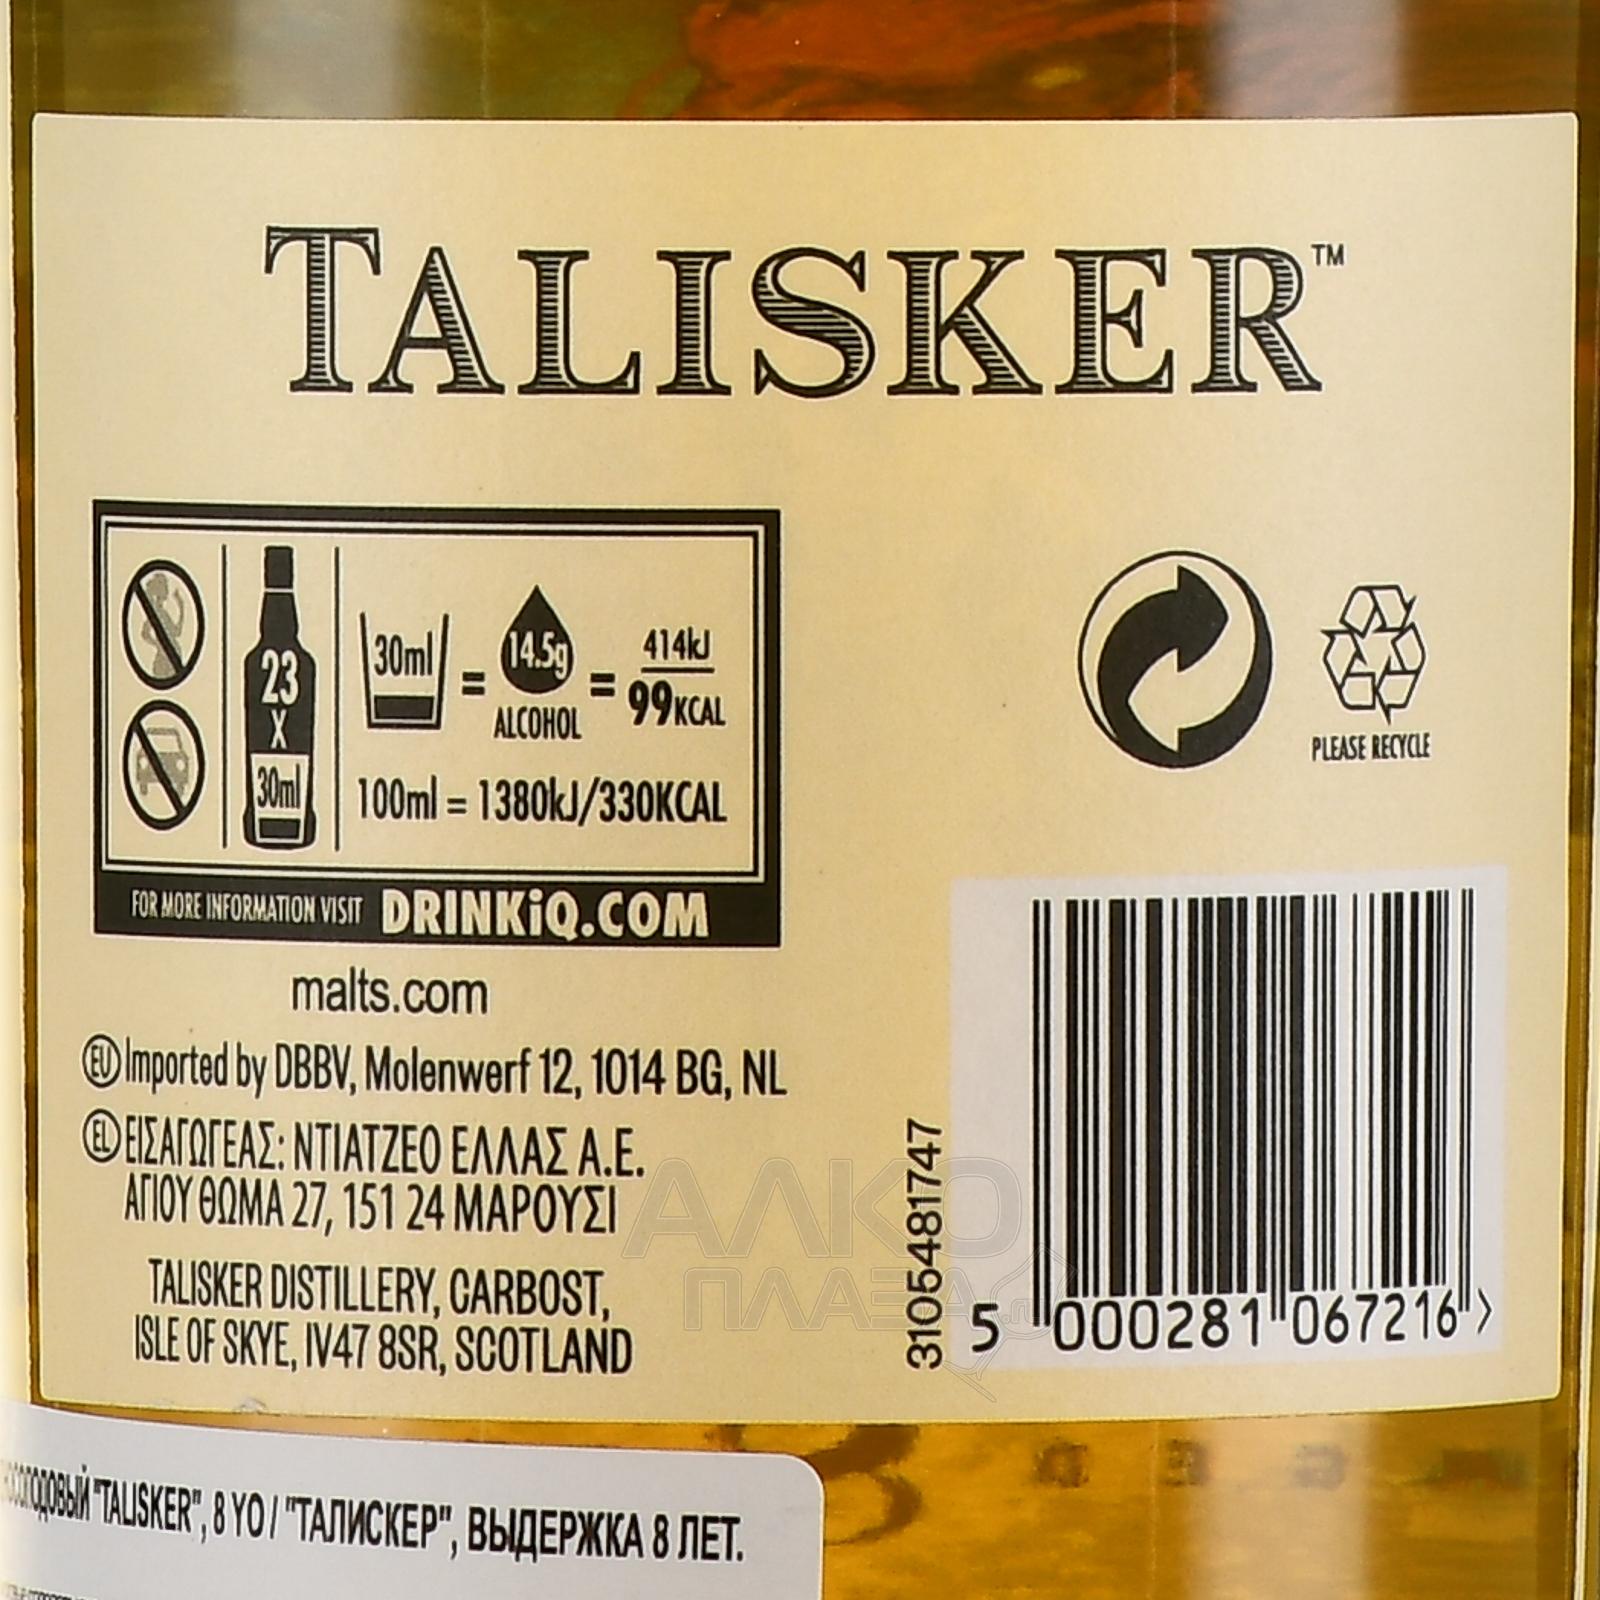 TALISKER™
23
X
30ml
30ml = 14.5g ALCOHOL = 414kJ
99KCAL
100ml = 1380kJ/330KCAL
FOR MORE INFORMATION VISIT DRINKiQ.COM
PLEASE RECYCLE
malts.com
EU Imported by DBBV, Molenwerf 12, 1014 BG, NL
EL ΕΙΣΑΓΩΓΕΑΣ: ΝΤΙΑΤΖΕΟ ΕΛΛΑΣ Α.Ε.
ΑΓΙΟΥ ΘΩΜΑ 27, 151 24 ΜΑΡΟΥΣΙ
TALISKER DISTILLERY, CARBOST,
ISLE OF SKYE, IV47 8SR, SCOTLAND
3105481747
5 000281 067216 >
АЛКО
ПЛАЗА
"TALISKER", 8 YO / "ТАЛИСКЕР", ВЫДЕРЖКА 8 ЛЕТ.